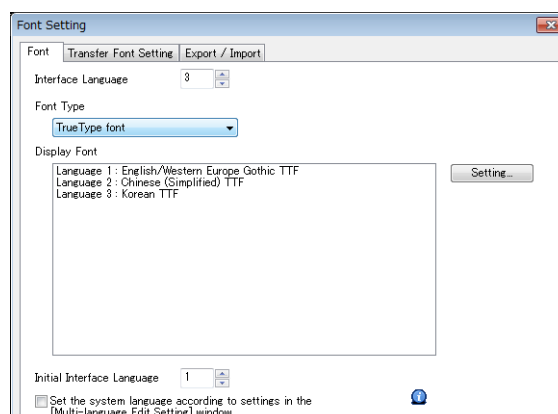 Font Setting
Font Transfer Font Setting Export / Import
Interface Language 3
Font Type
TrueType font
Display Font
Language 1 : English/Western Europe Gothic TTF
Language 2 : Chinese (Simplified) TTF
Language 3 : Korean TTF
Setting...
Initial Interface Language 1
Set the system language according to settings in the
[Multi-language Edit Setting] window